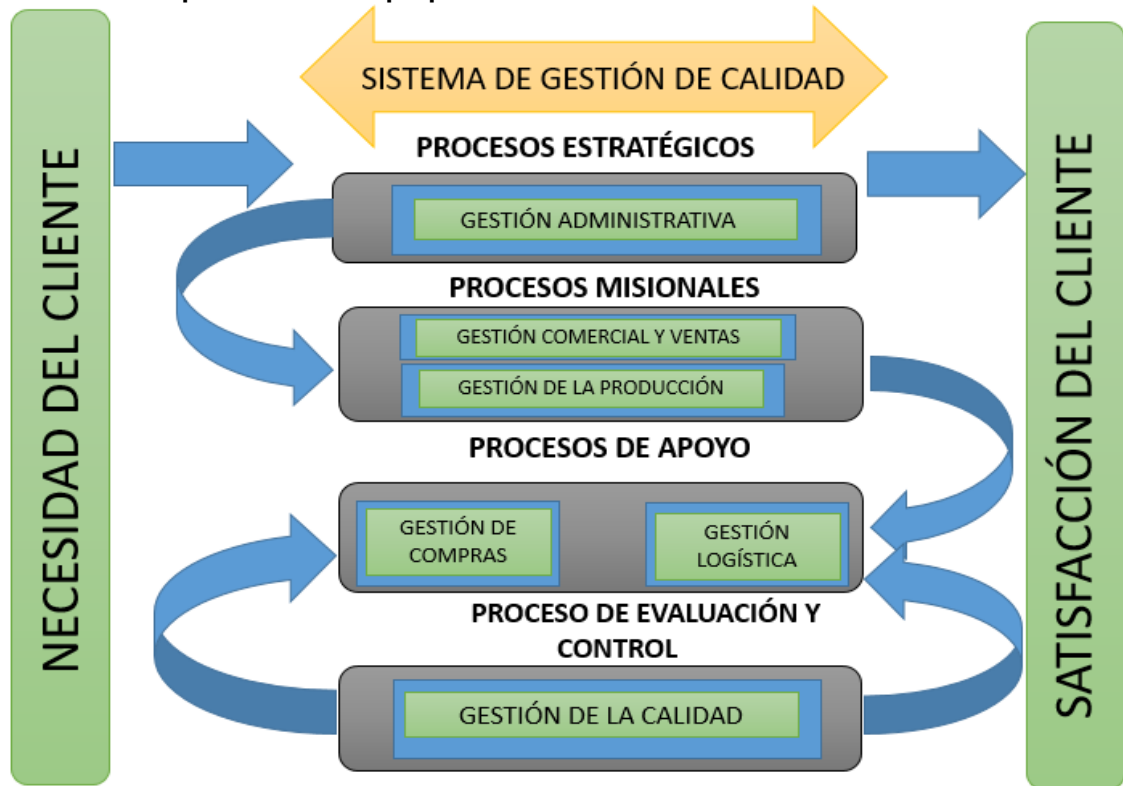 SISTEMA DE GESTIÓN DE CALIDAD
NECESIDAD DEL CLIENTE
PROCESOS ESTRATÉGICOS
GESTIÓN ADMINISTRATIVA
PROCESOS MISIONALES
GESTIÓN COMERCIAL Y VENTAS
GESTIÓN DE LA PRODUCCIÓN
PROCESOS DE APOYO
GESTIÓN DE
COMPRAS
GESTIÓN
LOGÍSTICA
PROCESO DE EVALUACIÓN Y
CONTROL
GESTIÓN DE LA CALIDAD
SATISFACCIÓN DEL CLIENTE